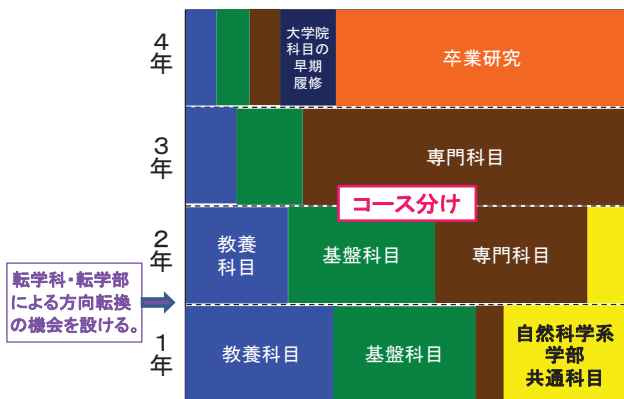 4年
大学院
科目の
早期
履修
卒業研究
3年
専門科目
コース分け
2年
教養
科目
基盤科目
専門科目
転学科・転学部
による方向転換
の機会を設ける。
1年
教養科目
基盤科目
自然科学系
学部
共通科目